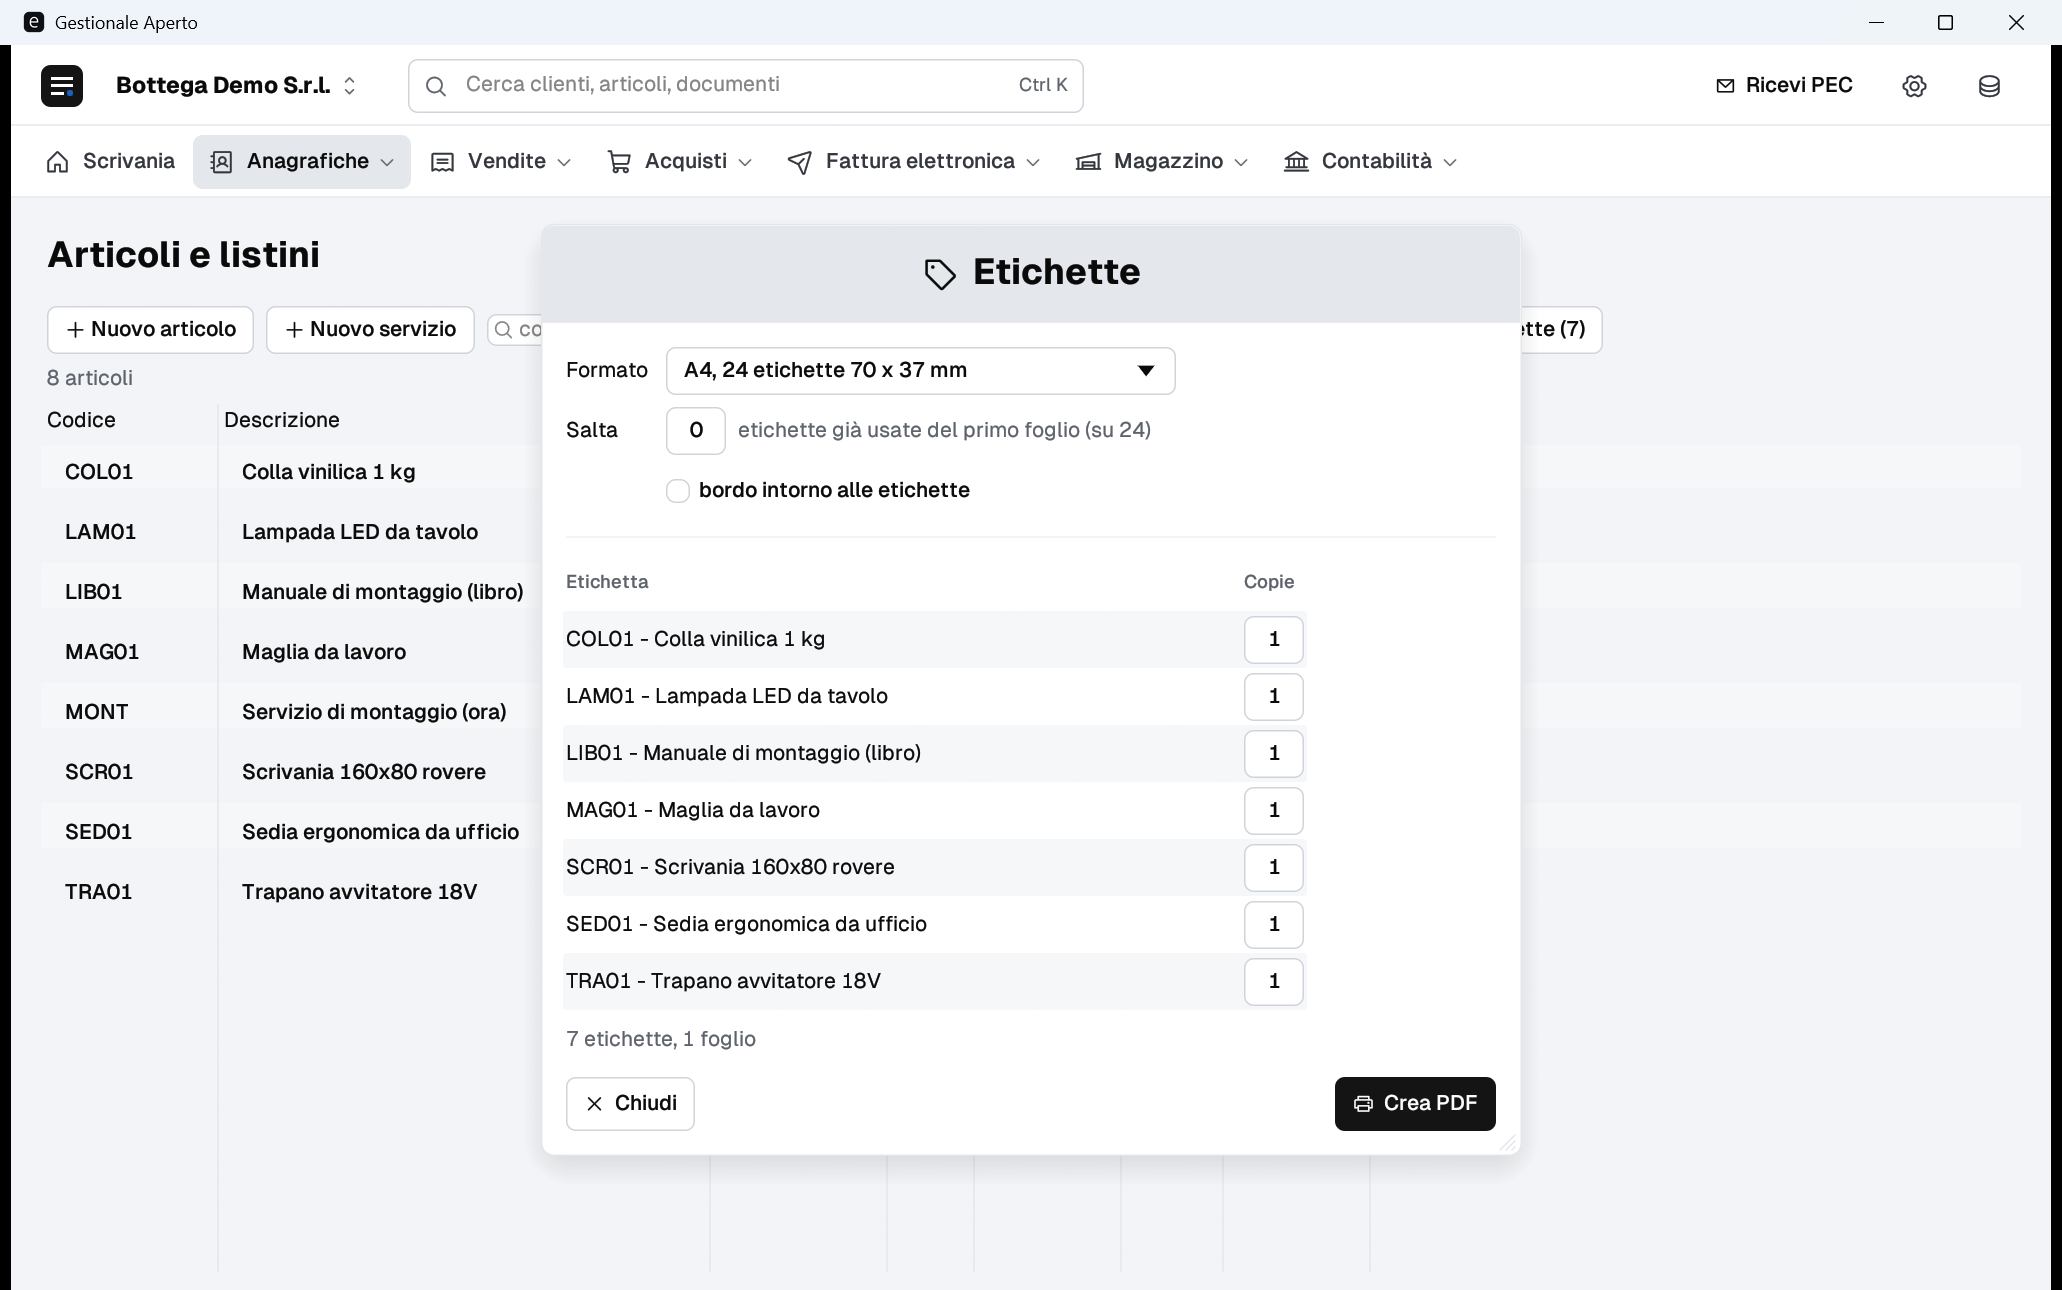 Gestionale Aperto
Bottega Demo S.r.l.
Cerca clienti, articoli, documenti
Ctrl K
Ricevi PEC
Scrivania
Anagrafiche
Vendite
Acquisti
Fattura elettronica
Magazzino
Contabilità
Articoli e listini
Nuovo articolo
Nuovo servizio
(7)
8 articoli
Codice
Descrizione
COL01
Colla vinilica 1 kg
LAM01
Lampada LED da tavolo
LIB01
Manuale di montaggio (libro)
MAG01
Maglia da lavoro
MONT
Servizio di montaggio (ora)
SCR01
Scrivania 160x80 rovere
SED01
Sedia ergonomica da ufficio
TRA01
Trapano avvitatore 18V
Etichette
Formato
A4, 24 etichette 70 x 37 mm
Salta
0
etichette già usate del primo foglio (su 24)
bordo intorno alle etichette
Etichetta
Copie
COL01 - Colla vinilica 1 kg
1
LAM01 - Lampada LED da tavolo
1
LIB01 - Manuale di montaggio (libro)
1
MAG01 - Maglia da lavoro
1
SCR01 - Scrivania 160x80 rovere
1
SED01 - Sedia ergonomica da ufficio
1
TRA01 - Trapano avvitatore 18V
1
7 etichette, 1 foglio
Chiudi
Crea PDF